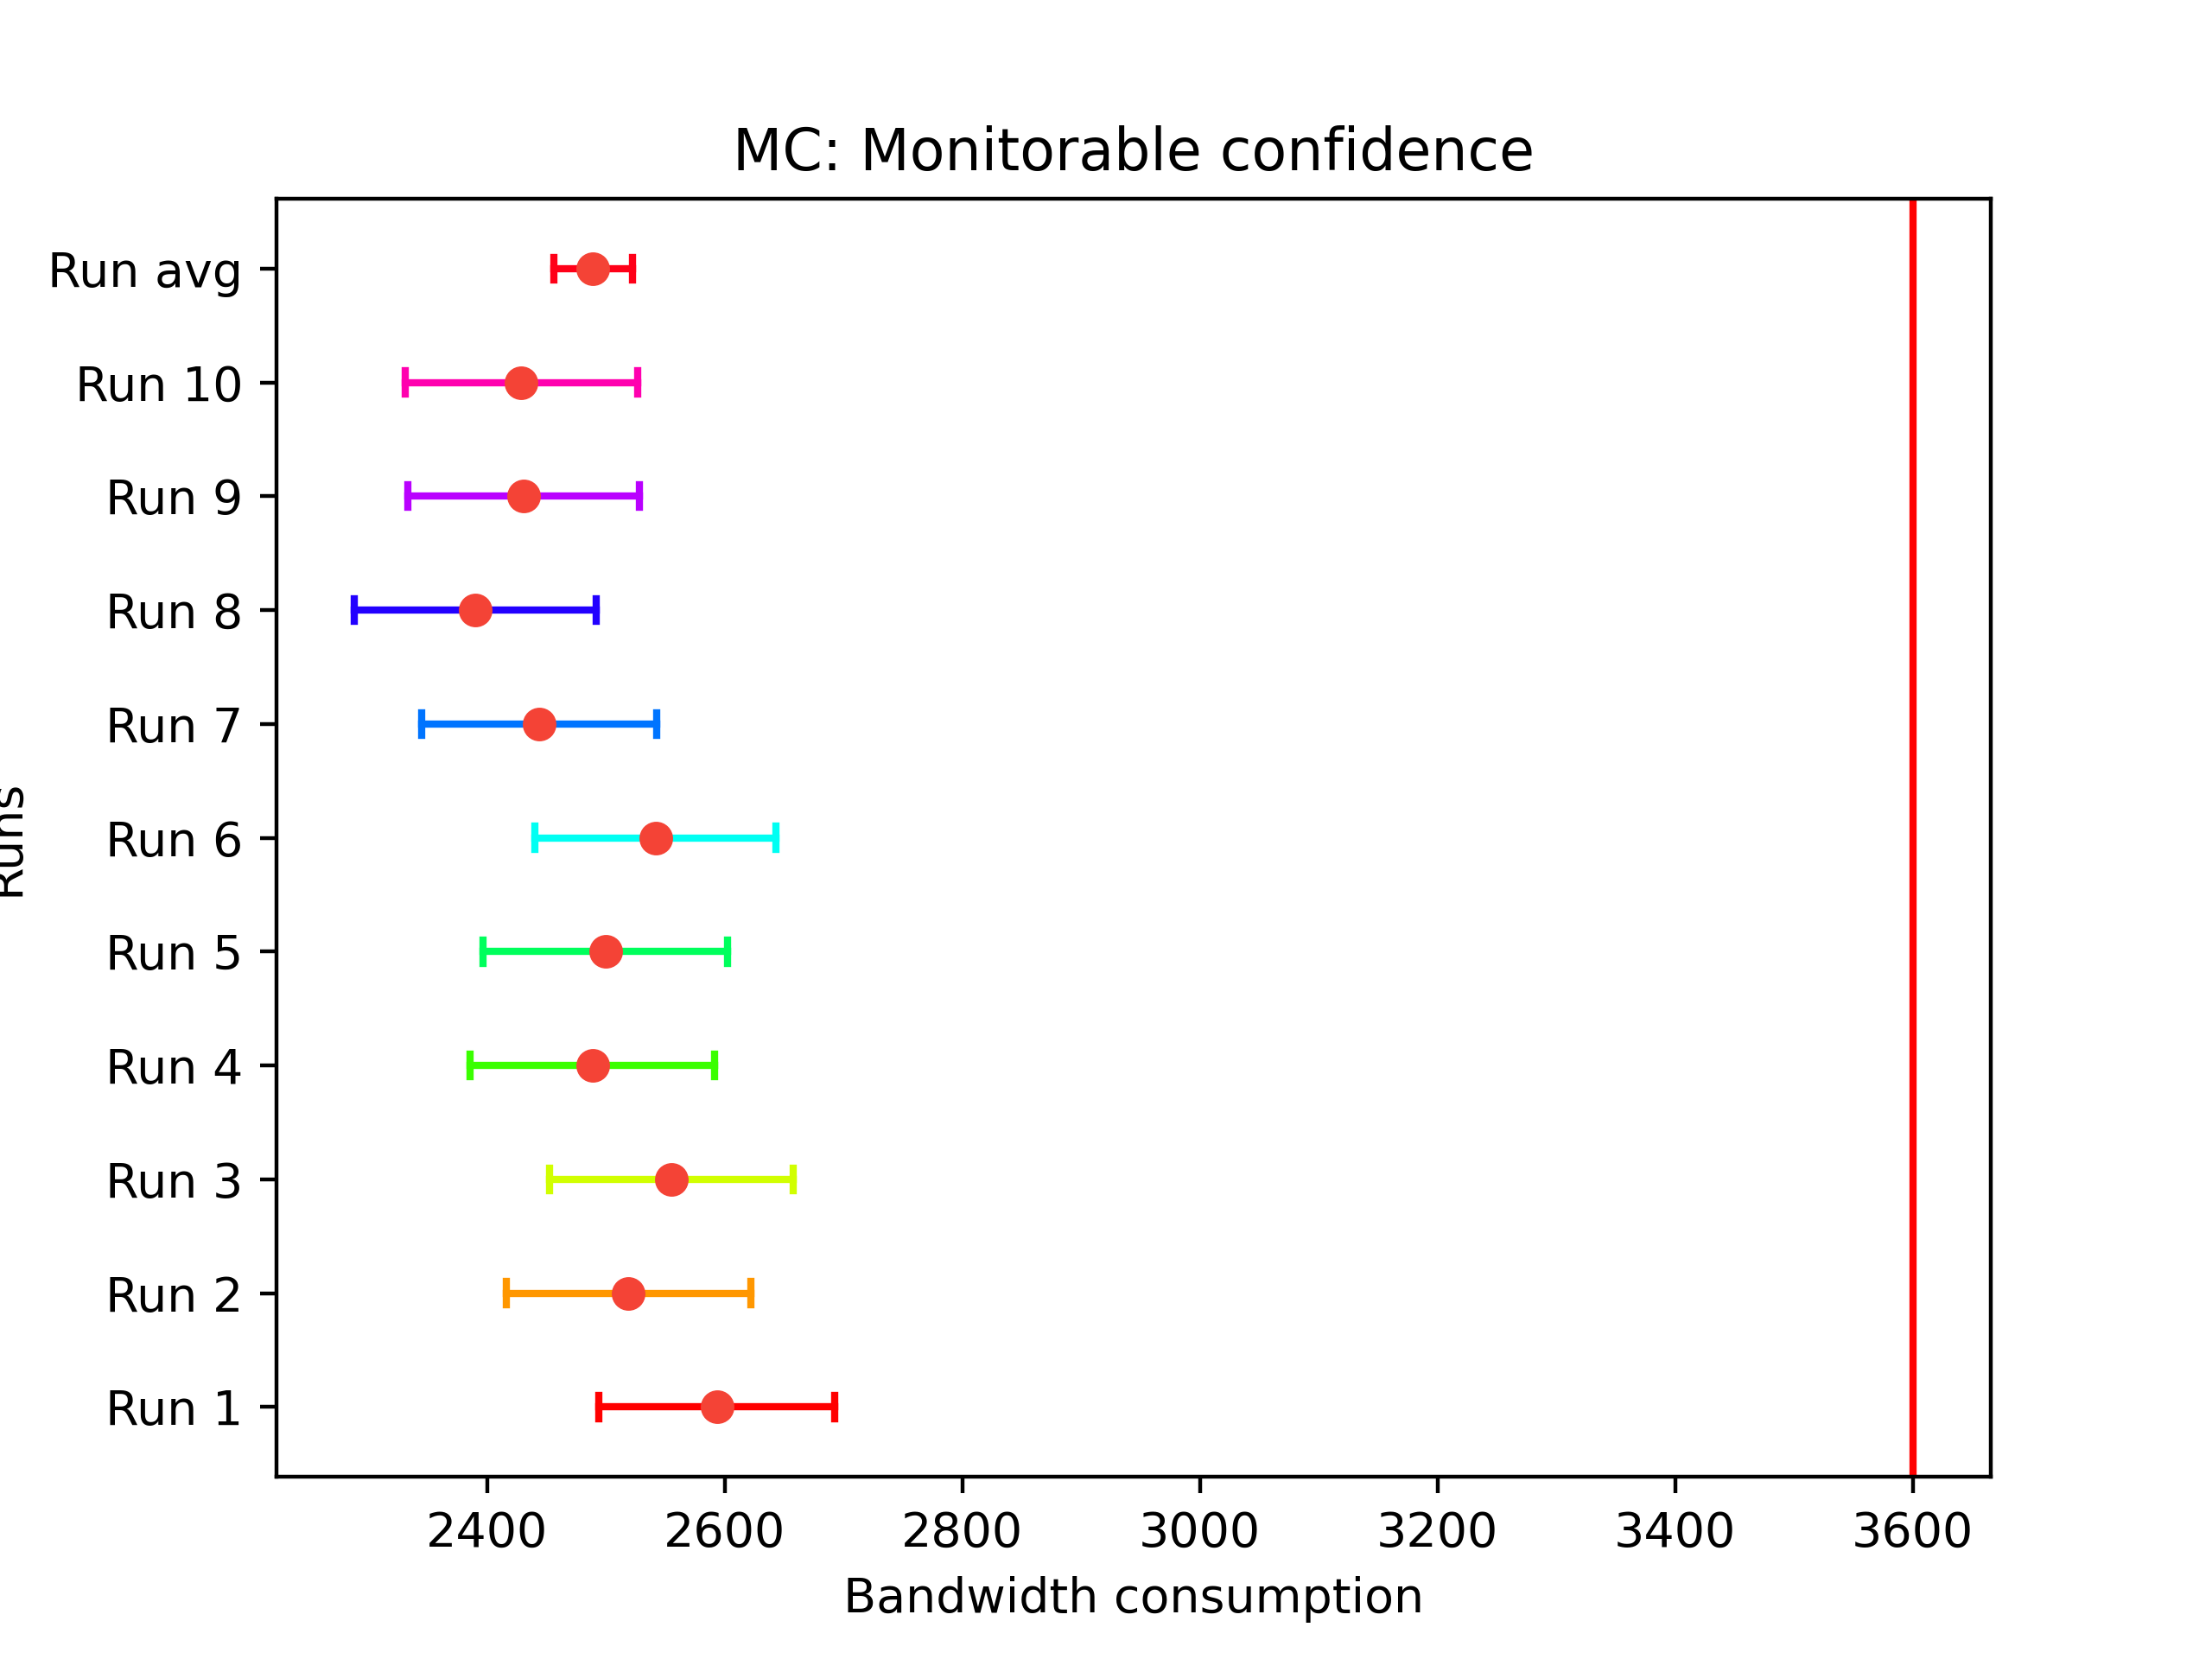 MC: Monitorable confidence
Run avg
Run 10
Run 9
Run 8
Run 7
Run 6
Run 5
Run 4
Run 3
Run 2
Run 1
Runs
2400 2600 2800 3000 3200 3400 3600
Bandwidth consumption